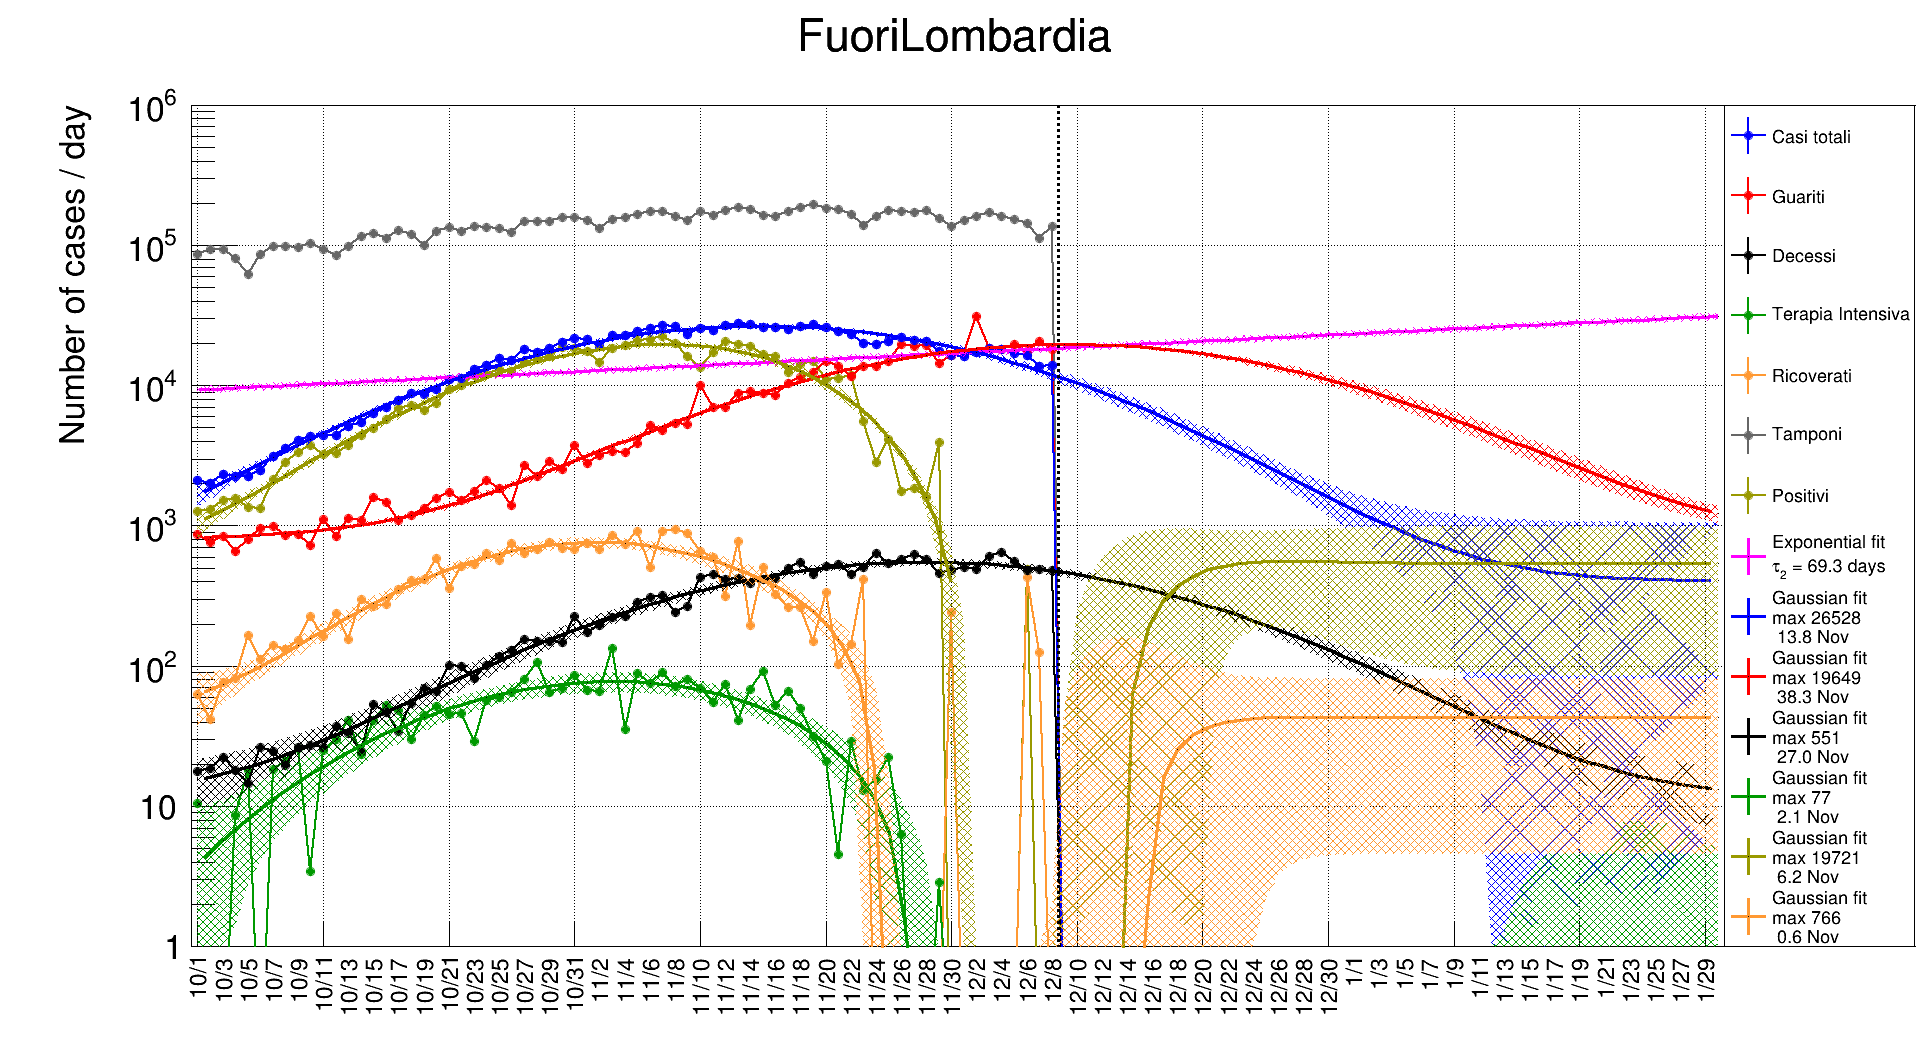 FuoriLombardia
Number of cases / day
10^6
10^5
10^4
10^3
10^2
10
1
10/1
10/3
10/5
10/7
10/9
10/11
10/13
10/15
10/17
10/19
10/21
10/23
10/25
10/27
10/29
10/31
11/2
11/4
11/6
11/8
11/10
11/12
11/14
11/16
11/18
11/20
11/22
11/24
11/26
11/28
11/30
12/2
12/4
12/6
12/8
12/10
12/12
12/14
12/16
12/18
12/20
12/22
12/24
12/26
12/28
12/30
1/1
1/3
1/5
1/7
1/9
1/11
1/13
1/15
1/17
1/19
1/21
1/23
1/25
1/27
1/29
Casi totali
Guariti
Decessi
Terapia Intensiva
Ricoverati
Tamponi
Positivi
Exponential fit
τ_2 = 69.3 days
Gaussian fit
max 26528
13.8 Nov
Gaussian fit
max 19649
38.3 Nov
Gaussian fit
max 551
27.0 Nov
Gaussian fit
max 77
2.1 Nov
Gaussian fit
max 19721
6.2 Nov
Gaussian fit
max 766
0.6 Nov